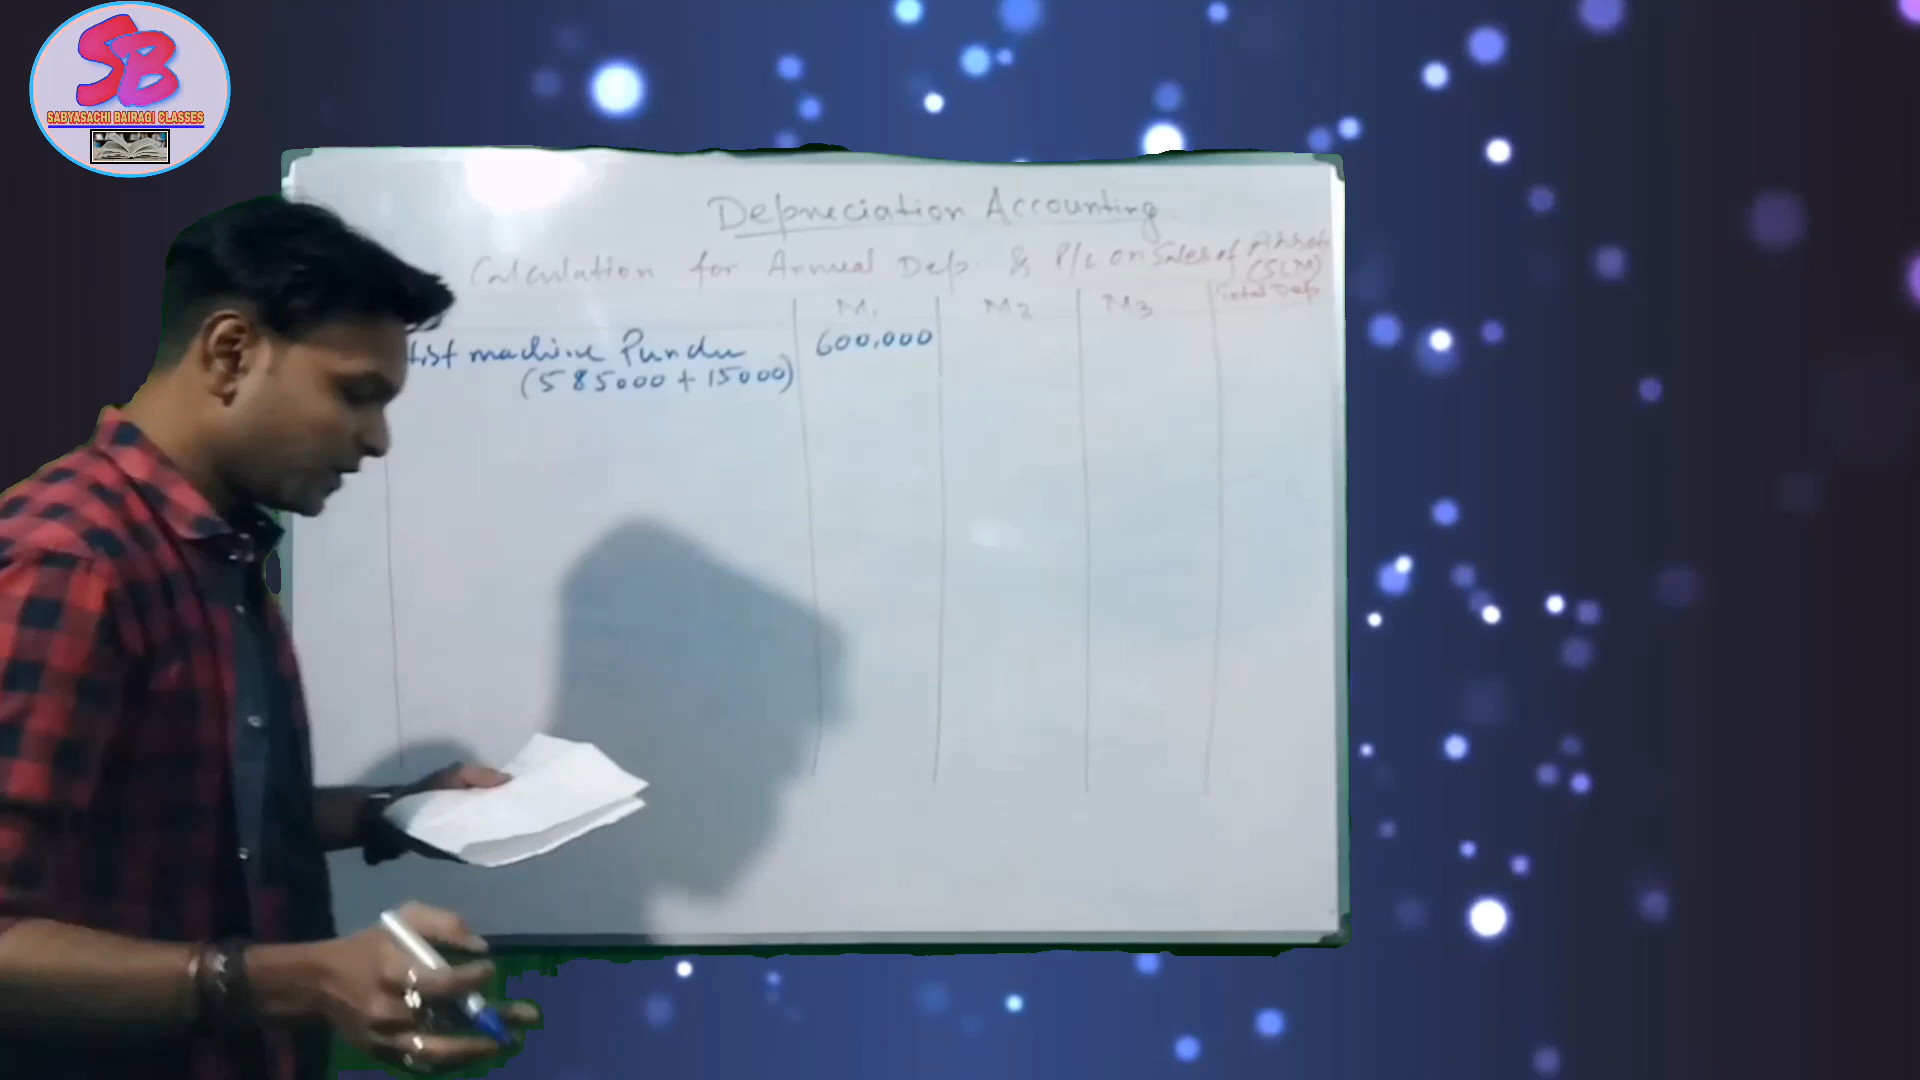 SB
SABYASACHI BAIRAGI CLASSES
Depreciation Accounting
Calculation for Annual Dep. & P/L on Sales of Assets
(SLM)
M1 M2 M3 Total Dep
1st machine 600,000
(585000 + 15000)